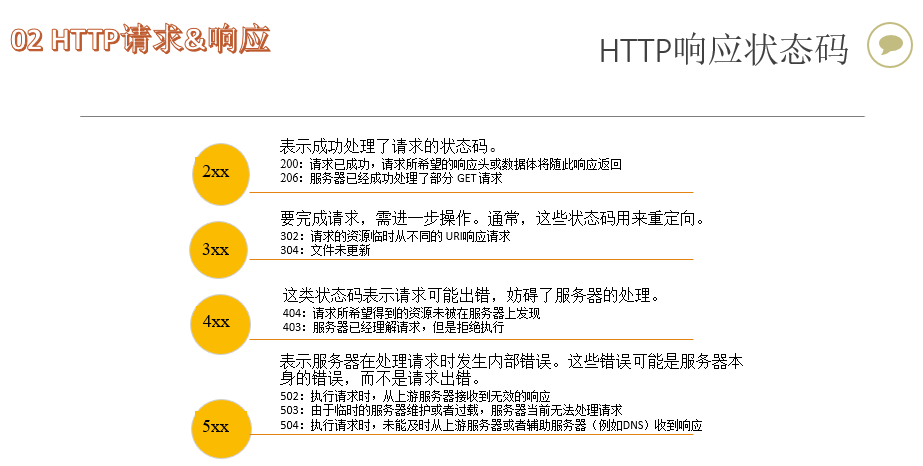 02 HTTP请求&响应
HTTP响应状态码
2xx
表示成功处理了请求的状态码。
200：请求已成功，请求所希望的响应头或数据体将随此响应返回
206：服务器已经成功处理了部分 GET 请求
3xx
要完成请求，需进一步操作。通常，这些状态码用来重定向。
302：请求的资源临时从不同的 URI响应请求
304：文件未更新
4xx
这类状态码表示请求可能出错，妨碍了服务器的处理。
404：请求所希望得到的资源未被在服务器上发现
403：服务器已经理解请求，但是拒绝执行
5xx
表示服务器在处理请求时发生内部错误。这些错误可能是服务器本
身的错误，而不是请求出错。
502：执行请求时，从上游服务器接收到无效的响应
503：由于临时的服务器维护或者过载，服务器当前无法处理请求
504：执行请求时，未能及时从上游服务器或者辅助服务器（例如DNS）收到响应